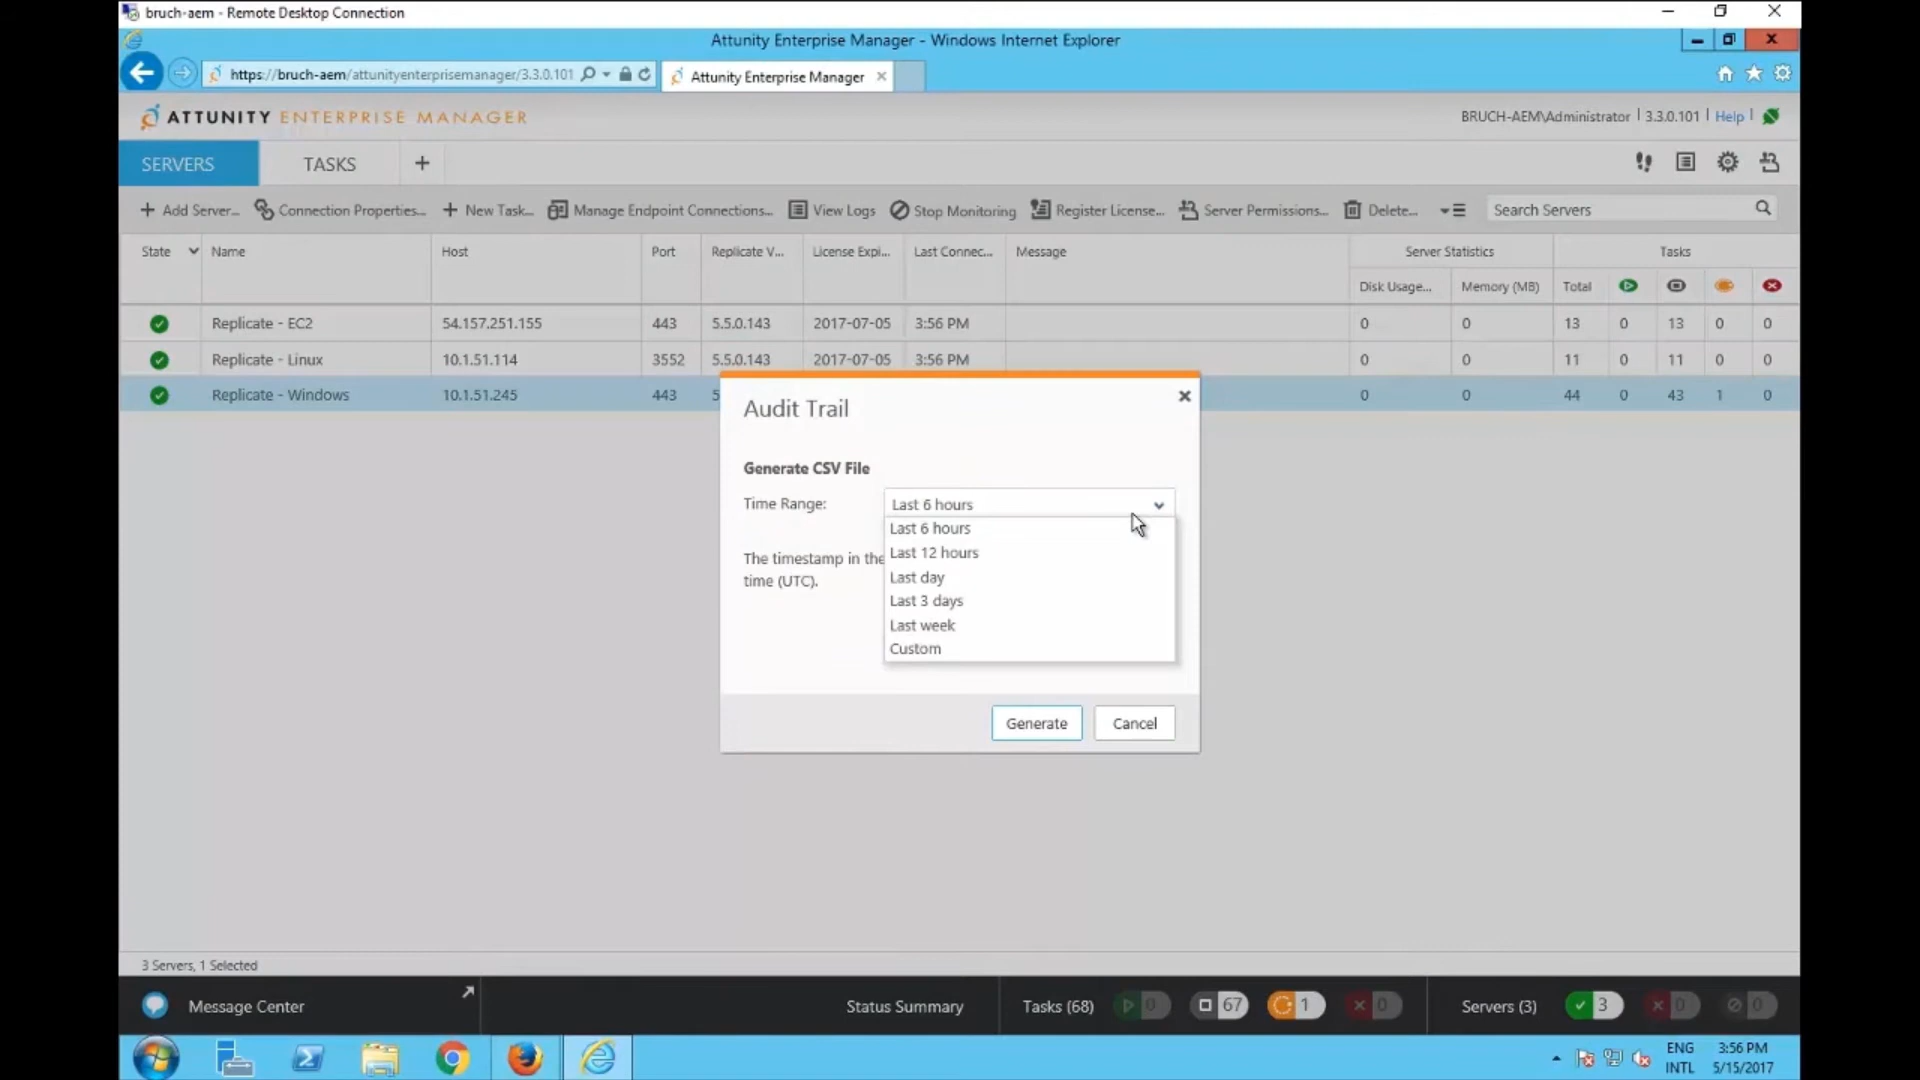 bruch-aem - Remote Desktop Connection
Attunity Enterprise Manager - Windows Internet Explorer
https://bruch-aem/attunityenterprisemanager/3.3.0.101
Attunity Enterprise Manager
ATTUNITY ENTERPRISE MANAGER
BRUCH-AEM\Administrator | 3.3.0.101 | Help |
SERVERS TASKS +
+ Add Server... Connection Properties... + New Task... Manage Endpoint Connections... View Logs Stop Monitoring Register License... Server Permissions... Delete... Search Servers
State Name Host Port Replicate V... License Expi... Last Connec... Message Server Statistics Tasks
Disk Usage... Memory (MB) Total
Replicate - EC2 54.157.251.155 443 5.5.0.143 2017-07-05 3:56 PM 0 0 13 0 13 0 0
Replicate - Linux 10.1.51.114 3552 5.5.0.143 2017-07-05 3:56 PM 0 0 11 0 11 0 0
Replicate - Windows 10.1.51.245 443 5 0 0 44 0 43 1 0
Audit Trail
Generate CSV File
Time Range: Last 6 hours
Last 6 hours
Last 12 hours
The timestamp in the
Last day
time (UTC).
Last 3 days
Last week
Custom
Generate Cancel
3 Servers, 1 Selected
Message Center Status Summary Tasks (68) 0 67 1 0 Servers (3) 3 0 0
ENG 3:56 PM
INTL 5/15/2017